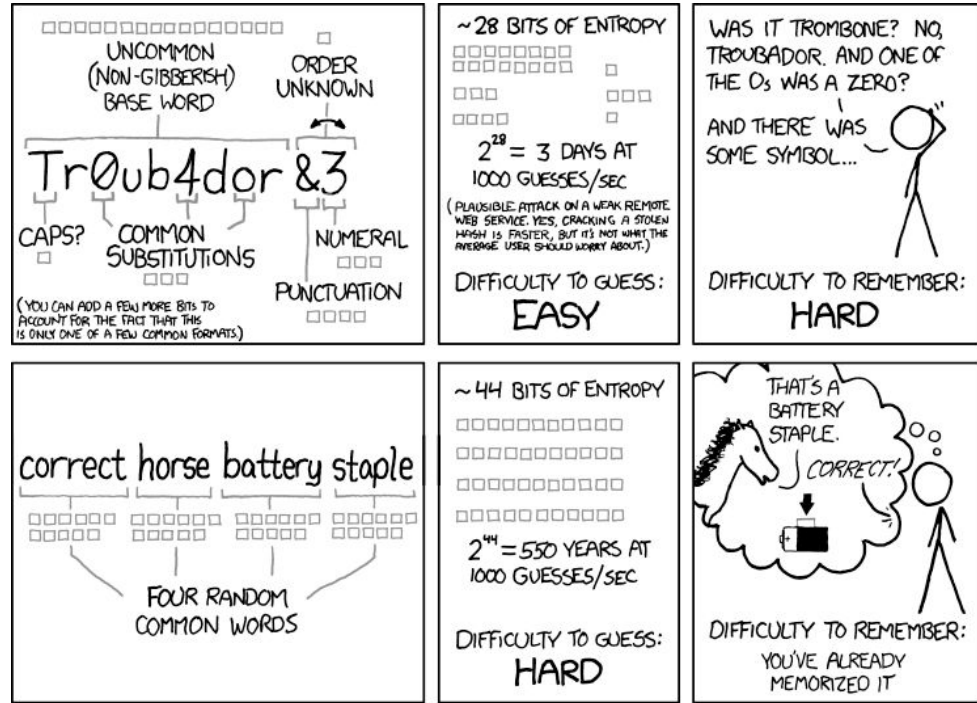 UNCOMMON
(NON-GIBBERISH)
BASE WORD
ORDER
UNKNOWN
Tr0ub4dor &3
CAPS?
COMMON
SUBSTITUTIONS
NUMERAL
PUNCTUATION
(YOU CAN ADD A FEW MORE BITS TO
ACCOUNT FOR THE FACT THAT THIS
IS ONLY ONE OF A FEW COMMON FORMATS.)
~28 BITS OF ENTROPY
2^28 = 3 DAYS AT
1000 GUESSES/SEC
(PLAUSIBLE ATTACK ON A WEAK REMOTE
WEB SERVICE. YES, CRACKING A STOLEN
HASH IS FASTER, BUT IT'S NOT WHAT THE
AVERAGE USER SHOULD WORRY ABOUT.)
DIFFICULTY TO GUESS:
EASY
WAS IT TROMBONE? NO,
TROUBADOR. AND ONE OF
THE Os WAS A ZERO?
AND THERE WAS
SOME SYMBOL...
DIFFICULTY TO REMEMBER:
HARD
correct horse battery staple
FOUR RANDOM
COMMON WORDS
~44 BITS OF ENTROPY
2^44 = 550 YEARS AT
1000 GUESSES/SEC
DIFFICULTY TO GUESS:
HARD
THAT'S A
BATTERY
STAPLE.
CORRECT!
DIFFICULTY TO REMEMBER:
YOU'VE ALREADY
MEMORIZED IT